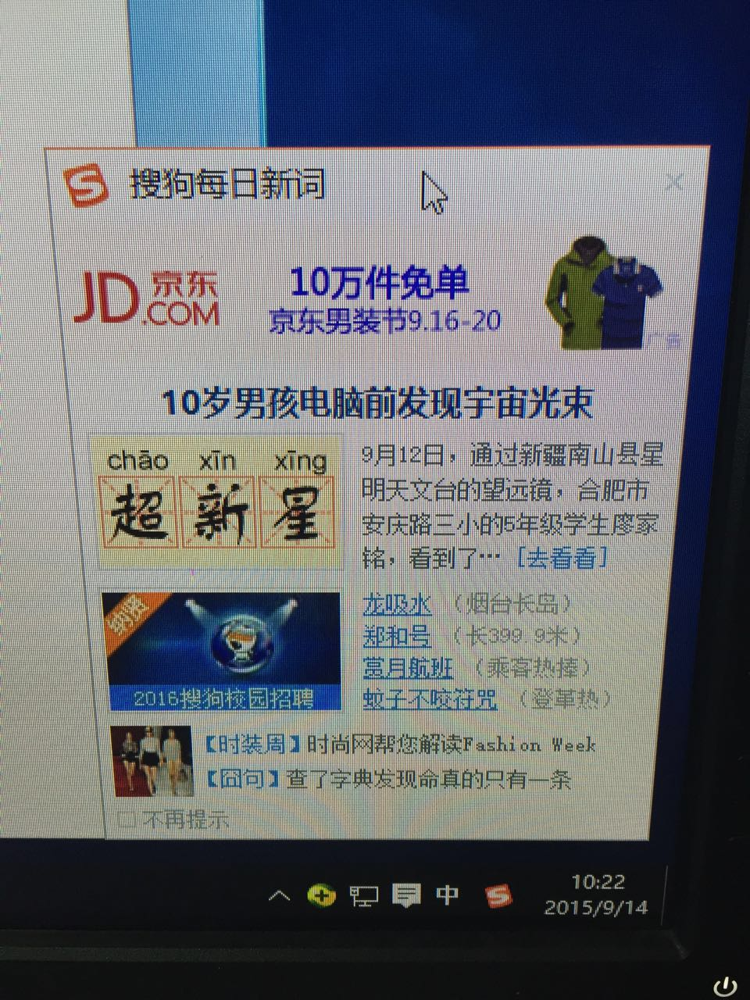 搜狗每日新词
JD.COM 京东
10万件免单
京东男装节9.16-20
广告
10岁男孩电脑前发现宇宙光束
chāo xīn xīng
超新星
9月12日，通过新疆南山县星
明天文台的望远镜，合肥市
安庆路三小的5年级学生廖家
铭，看到了… [去看看]
纳贤
2016搜狗校园招聘
龙吸水 （烟台长岛）
郑和号 （长399.9米）
赏月航班 （乘客热捧）
蚊子不咬符咒 （登革热）
【时装周】时尚网帮您解读Fashion Week
【囧句】查了字典发现命真的只有一条
不再提示
中
10:22
2015/9/14